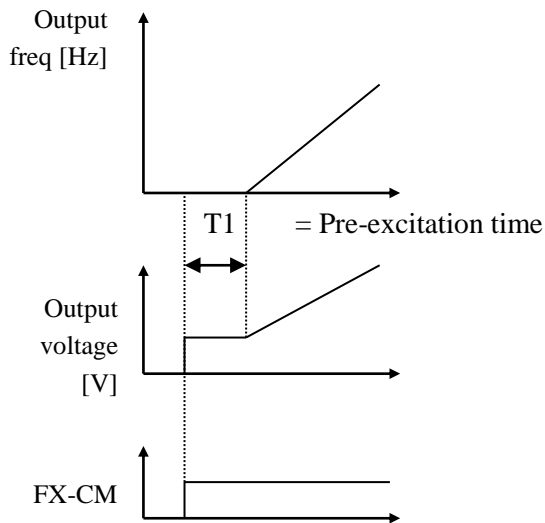 Output
freq [Hz]
T1 = Pre-excitation time
Output
voltage
[V]
FX-CM